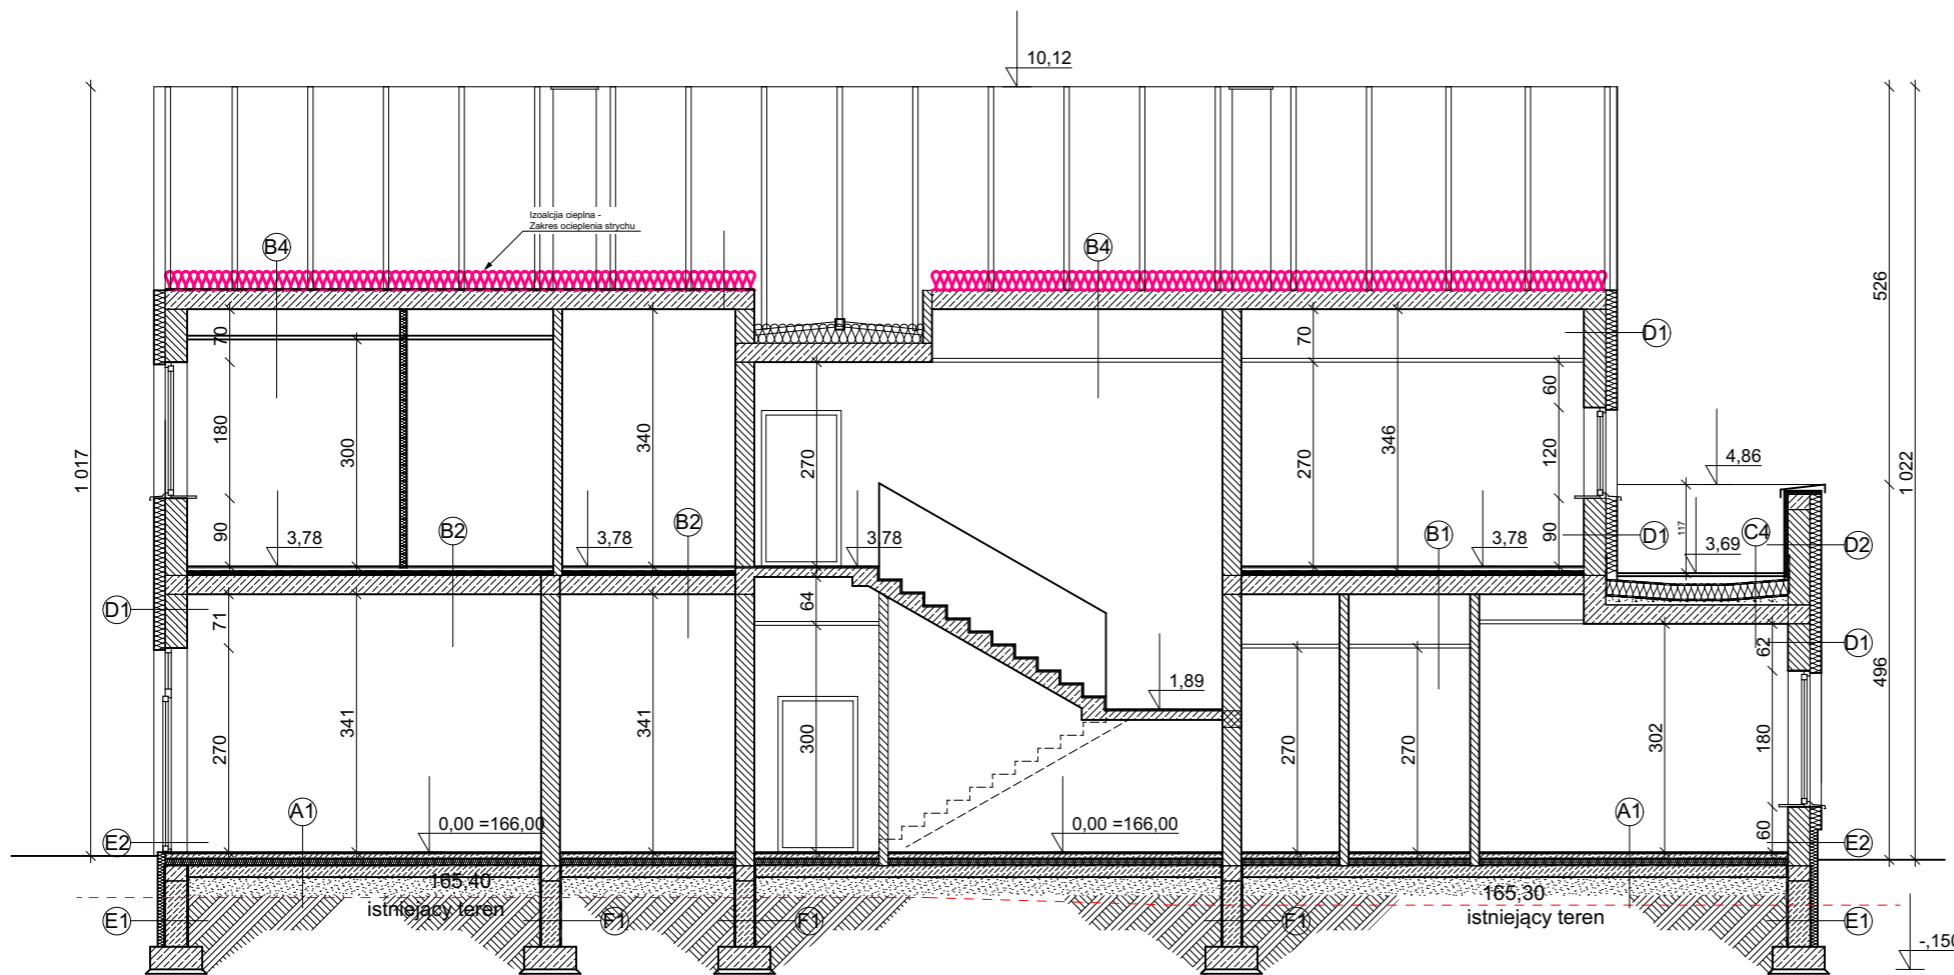 10,12
Izoalcjia cieplna -
Zakres ocieplenia strychu
B4
B4
526
70
70
D1
60
1 017
180
300
340
270
270
346
120
4,86
1 022
90
3,78
B2
3,78
B2
3,78
B1
3,78
90
D1
117
3,69
C4
D2
D1
71
64
62
D1
1,89
496
270
341
341
300
270
270
302
180
A1
0,00 =166,00
0,00 =166,00
A1
60
E2
E2
165,40
istniejący teren
165,30
istniejący teren
E1
F1
F1
F1
E1
-,150